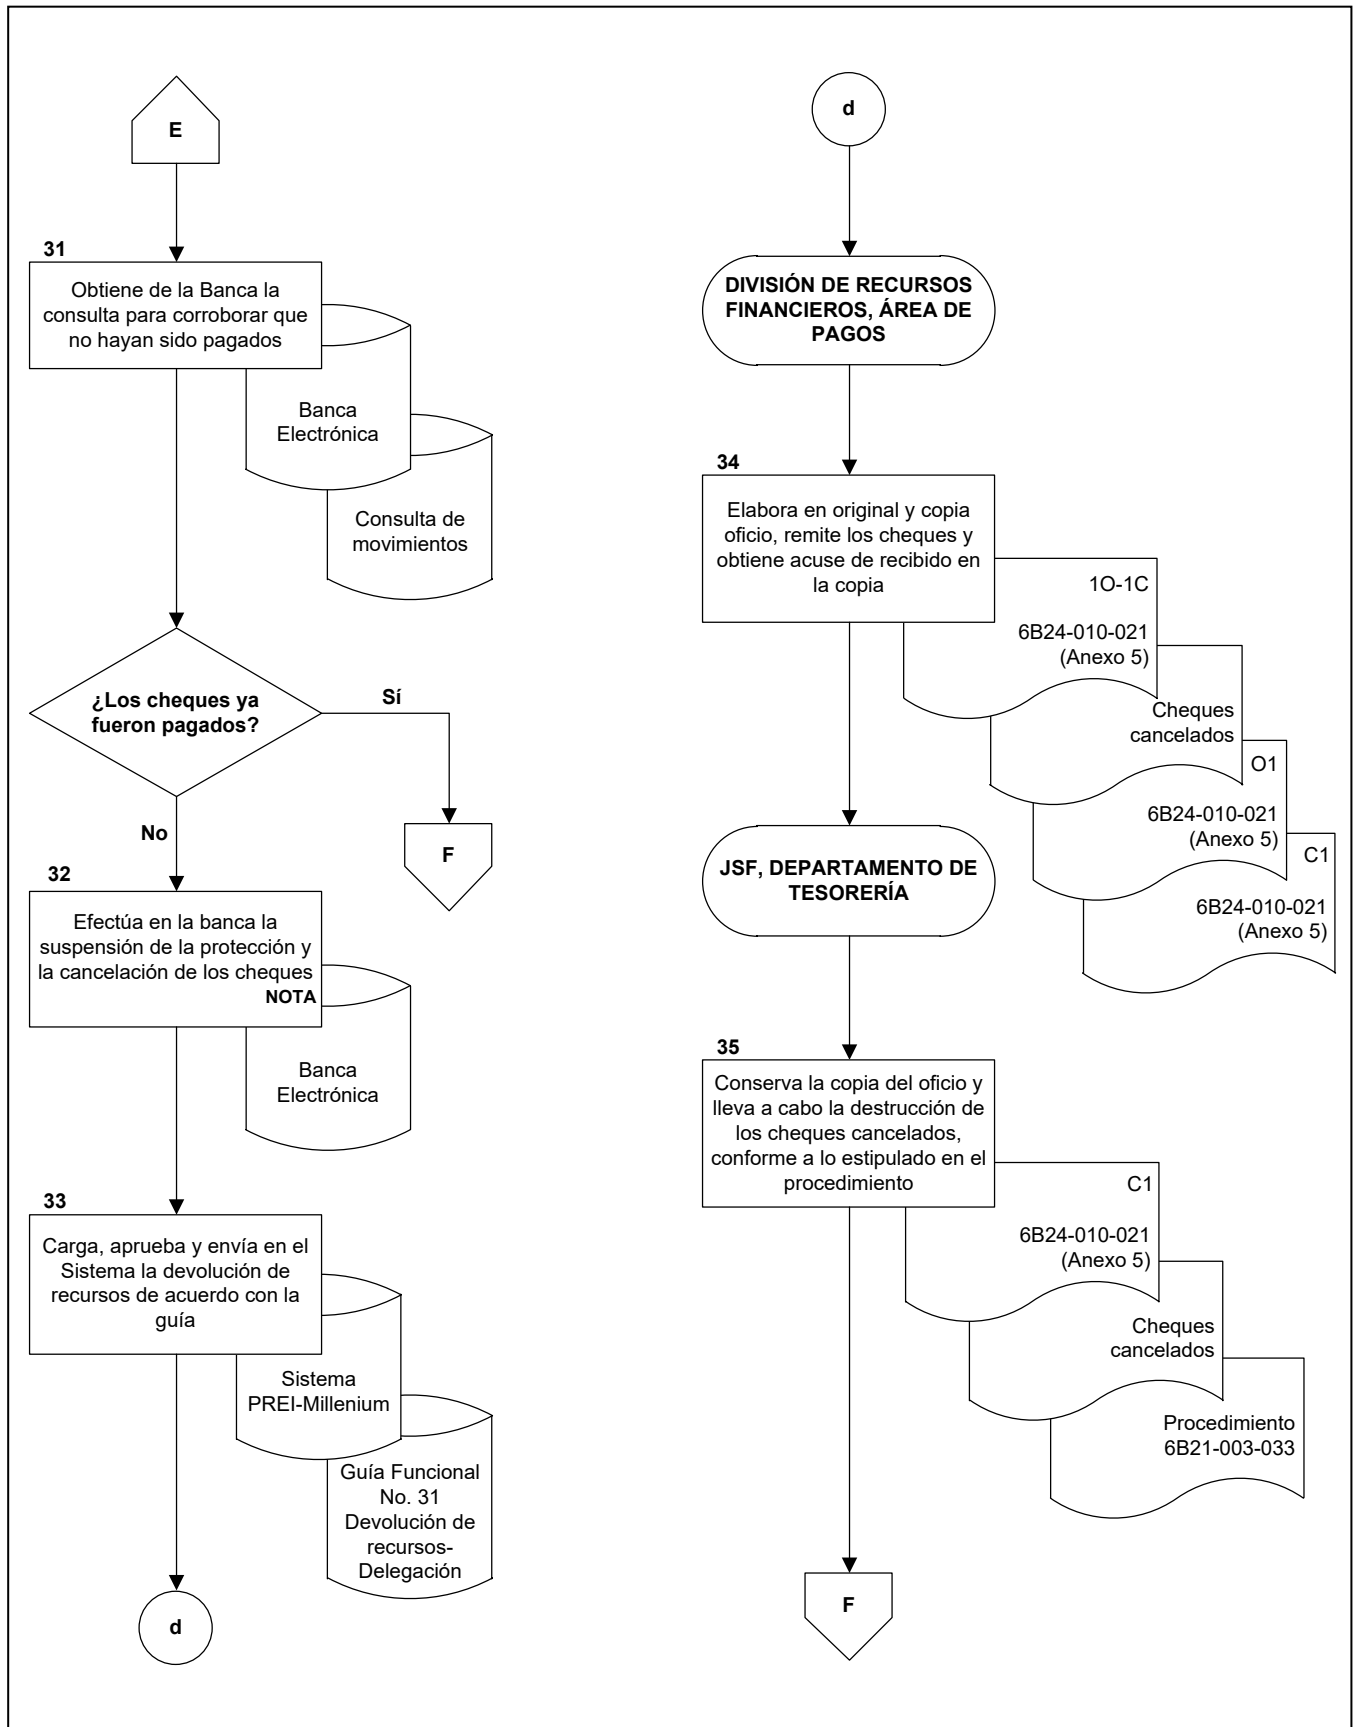 E
31
Obtiene de la Banca la
consulta para corroborar que
no hayan sido pagados
Banca
Electrónica
Consulta de
movimientos
¿Los cheques ya
fueron pagados?
Sí
No
F
32
Efectúa en la banca la
suspensión de la protección y
la cancelación de los cheques
NOTA
Banca
Electrónica
33
Carga, aprueba y envía en el
Sistema la devolución de
recursos de acuerdo con la
guía
Sistema
PREI-Millenium
Guía Funcional
No. 31
Devolución de
recursos-
Delegación
d
d
DIVISIÓN DE RECURSOS
FINANCIEROS, ÁREA DE
PAGOS
34
Elabora en original y copia
oficio, remite los cheques y
obtiene acuse de recibido en
la copia
1O-1C
6B24-010-021
(Anexo 5)
Cheques
cancelados
O1
6B24-010-021
(Anexo 5)
C1
6B24-010-021
(Anexo 5)
JSF, DEPARTAMENTO DE
TESORERÍA
35
Conserva la copia del oficio y
lleva a cabo la destrucción de
los cheques cancelados,
conforme a lo estipulado en el
procedimiento
C1
6B24-010-021
(Anexo 5)
Cheques
cancelados
Procedimiento
6B21-003-033
F